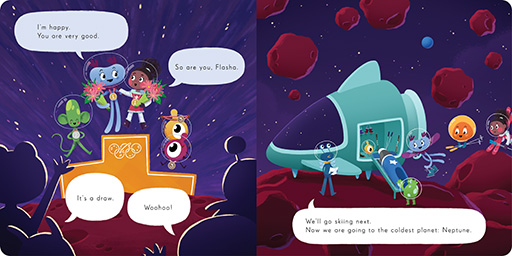 I'm happy.
You are very good.
So are you, Flasho.
It's a draw.
Woohoo!
We'll go skiing next.
Now we are going to the coldest planet: Neptune.